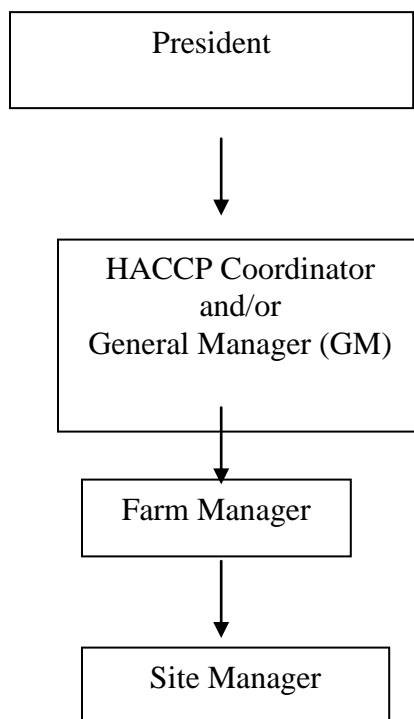 President
HACCP Coordinator
and/or
General Manager (GM)
Farm Manager
Site Manager